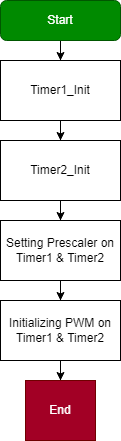 Start
Timer1_Init
Timer2_Init
Setting Prescaler on
Timer1 & Timer2
Initializing PWM on
Timer1 & Timer2
End